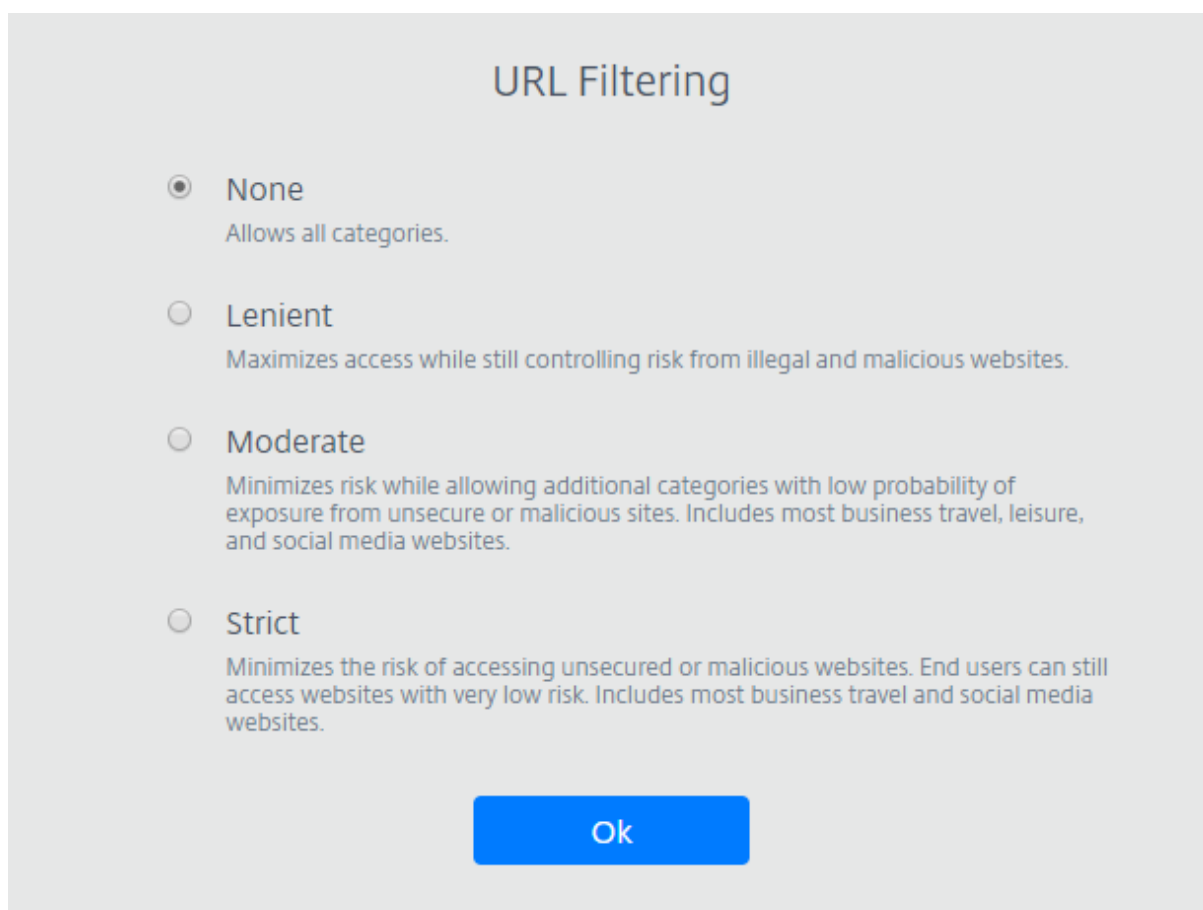 URL Filtering
None
Allows all categories.
Lenient
Maximizes access while still controlling risk from illegal and malicious websites.
Moderate
Minimizes risk while allowing additional categories with low probability of
exposure from unsecure or malicious sites. Includes most business travel, leisure,
and social media websites.
Strict
Minimizes the risk of accessing unsecured or malicious websites. End users can still
access websites with very low risk. Includes most business travel and social media
websites.
Ok